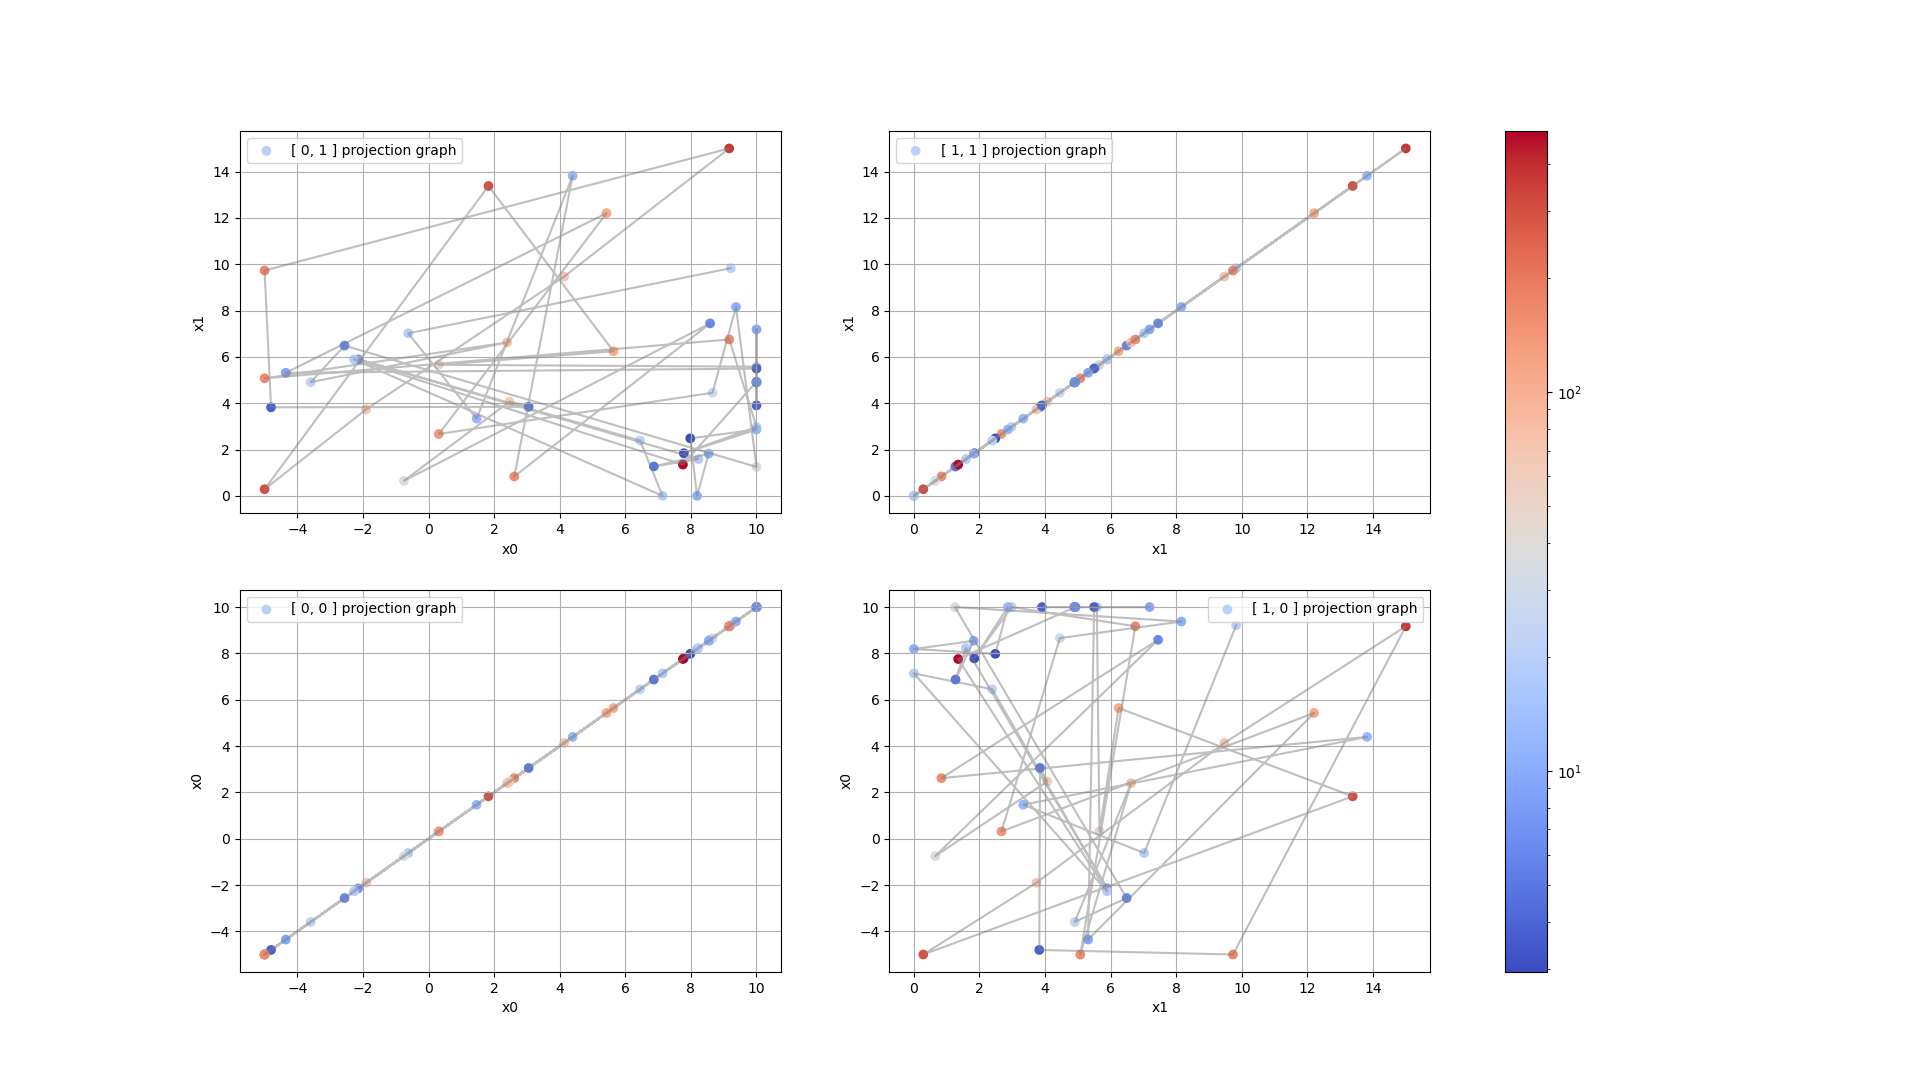 [ 0, 1 ] projection graph
14
12
10
8
6
4
2
0
x1
−4 −2 0 2 4 6 8 10
x0
[ 1, 1 ] projection graph
14
12
10
8
6
4
2
0
x1
0 2 4 6 8 10 12 14
x1
[ 0, 0 ] projection graph
10
8
6
4
2
0
−2
−4
x0
−4 −2 0 2 4 6 8 10
x0
[ 1, 0 ] projection graph
10
8
6
4
2
0
−2
−4
x0
0 2 4 6 8 10 12 14
x1
10²
10¹